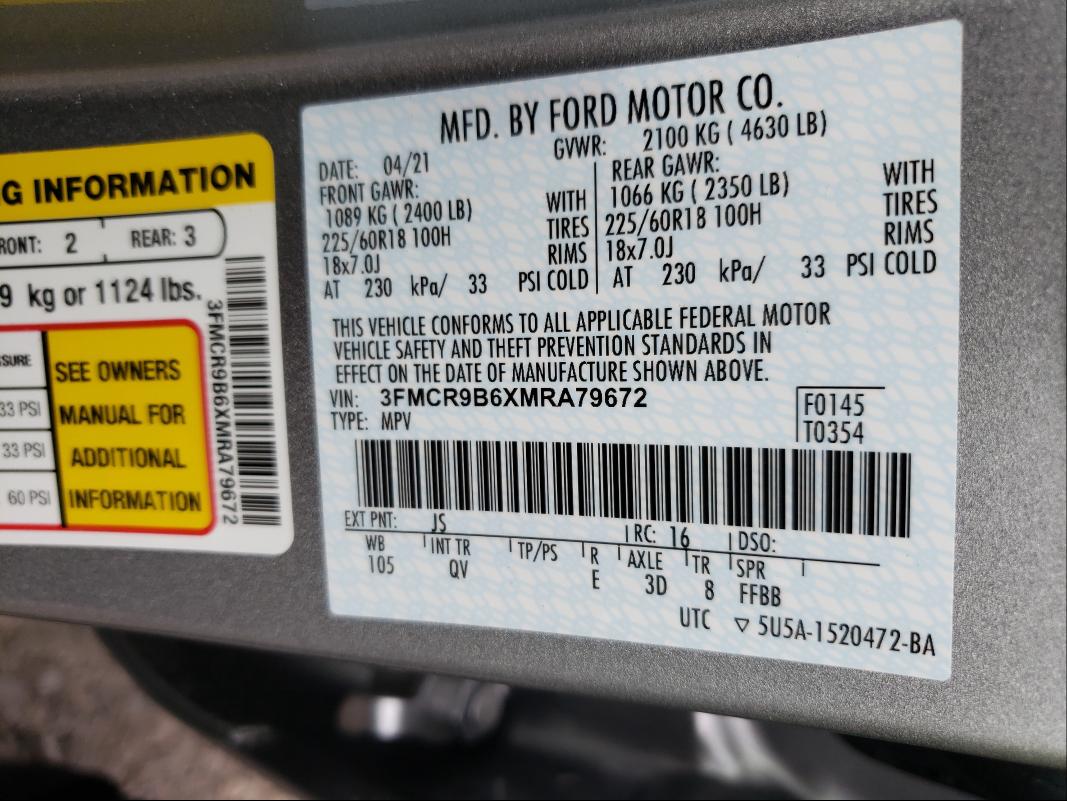 G INFORMATION
RONT: 2 REAR: 3
9 kg or 1124 lbs.
SSURE
33 PSI
33 PSI
60 PSI
SEE OWNERS
MANUAL FOR
ADDITIONAL
INFORMATION
3FMCR9B6XMRA79672
MFD. BY FORD MOTOR CO.
GVWR: 2100 KG ( 4630 LB)
DATE: 04/21
FRONT GAWR:
1089 KG ( 2400 LB) WITH
225/60R18 100H TIRES
18x7.0J RIMS
AT 230 kPa/ 33 PSI COLD
REAR GAWR:
1066 KG ( 2350 LB) WITH
225/60R18 100H TIRES
18x7.0J RIMS
AT 230 kPa/ 33 PSI COLD
THIS VEHICLE CONFORMS TO ALL APPLICABLE FEDERAL MOTOR
VEHICLE SAFETY AND THEFT PREVENTION STANDARDS IN
EFFECT ON THE DATE OF MANUFACTURE SHOWN ABOVE.
VIN: 3FMCR9B6XMRA79672
TYPE: MPV
F0145
T0354
EXT PNT: JS RC: 16 DSO:
WB INT TR TP/PS R AXLE TR SPR
105 QV E 3D 8 FFBB
UTC ▽ 5U5A-1520472-BA